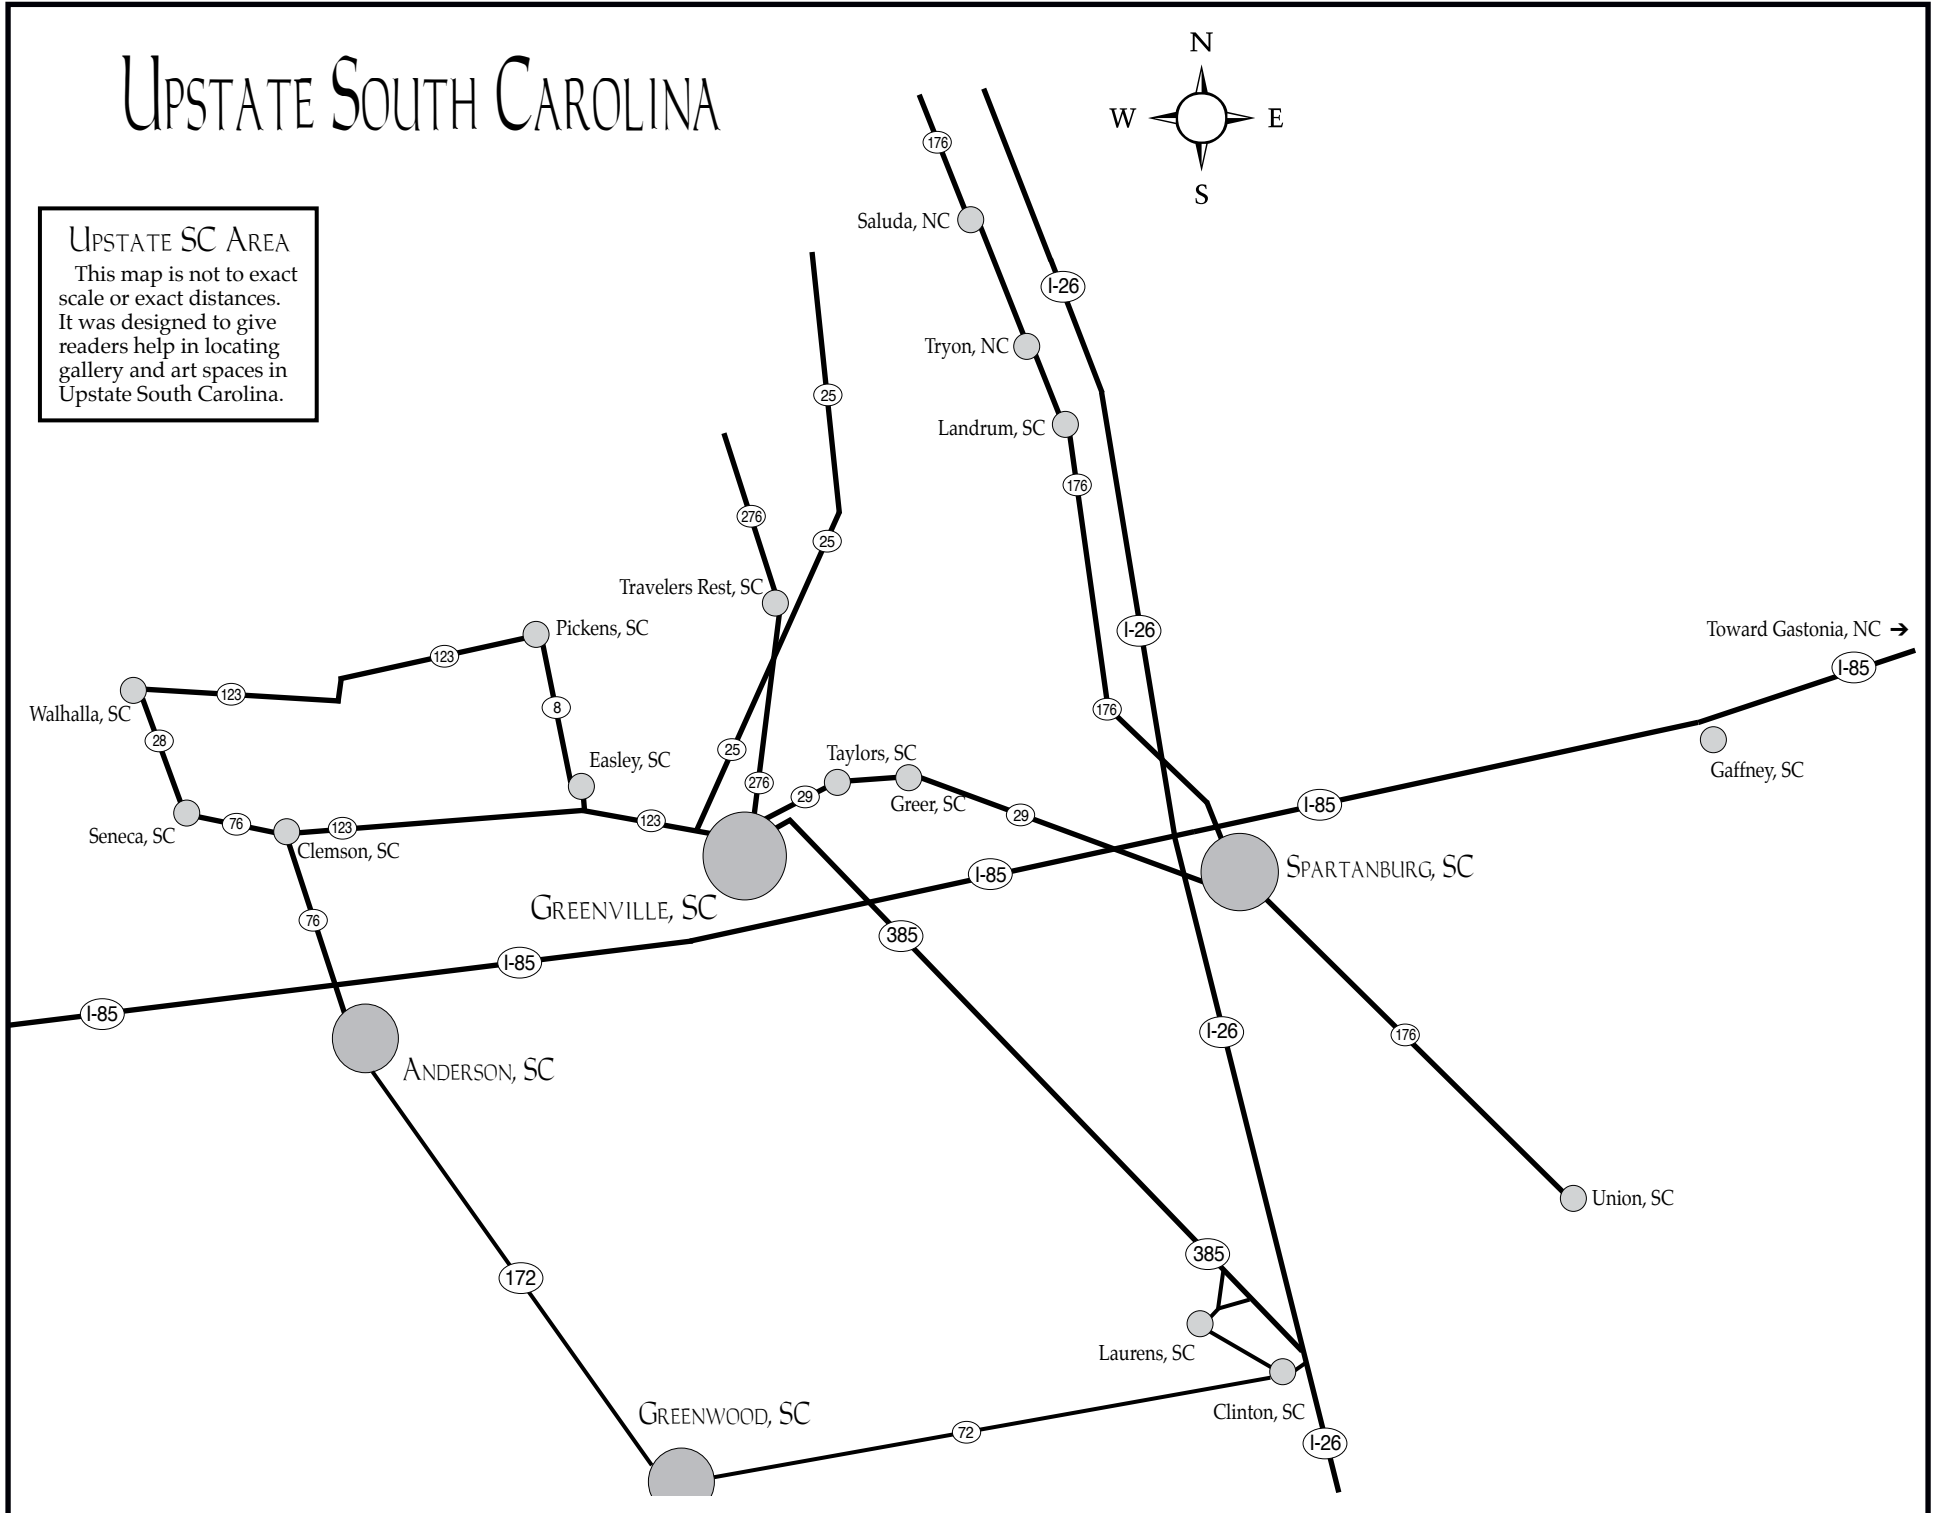 Upstate South Carolina
N
W
E
S
176
Saluda, NC
Upstate SC Area
This map is not to exact
scale or exact distances.
It was designed to give
readers help in locating
gallery and art spaces in
Upstate South Carolina.
I-26
Tryon, NC
25
Landrum, SC
176
276
25
Travelers Rest, SC
Pickens, SC
I-26
Toward Gastonia, NC ➔
123
I-85
123
Walhalla, SC
8
176
28
25
Taylors, SC
Gaffney, SC
Easley, SC
276
29
Greer, SC
I-85
Seneca, SC
76
123
123
29
Clemson, SC
Spartanburg, SC
I-85
Greenville, SC
76
385
I-85
I-85
I-26
176
Anderson, SC
Union, SC
385
172
Laurens, SC
Greenwood, SC
Clinton, SC
72
I-26